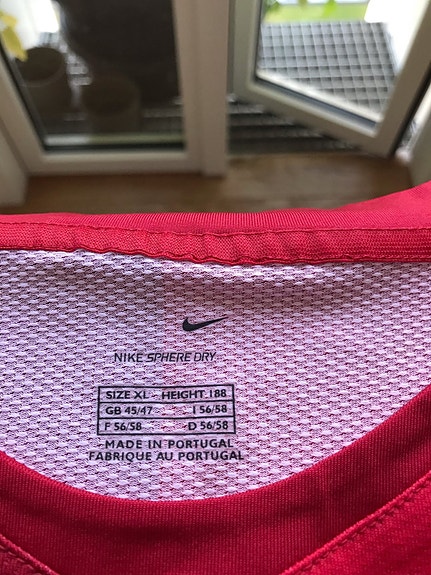 NIKE SPHERE DRY
SIZE XL - HEIGHT 188
GB 45/47 I 56/58
F 56/58 D 56/58
MADE IN PORTUGAL
FABRIQUE AU PORTUGAL